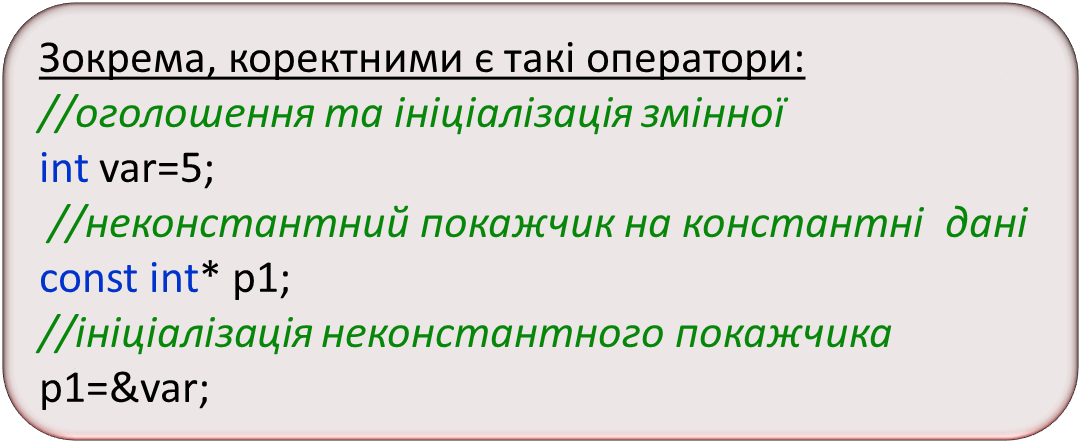 Зокрема, коректними є такі оператори:
//оголошення та ініціалізація змінної
int var=5;
//неконстантний покажчик на константні  дані
const int* p1;
//ініціалізація неконстантного покажчика
p1=&var;